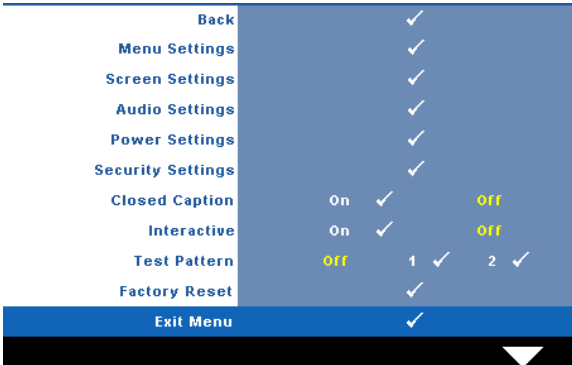 Back ✓
Menu Settings ✓
Screen Settings ✓
Audio Settings ✓
Power Settings ✓
Security Settings ✓
Closed Caption On ✓ Off
Interactive On ✓ Off
Test Pattern Off 1 ✓ 2 ✓
Factory Reset ✓
Exit Menu ✓